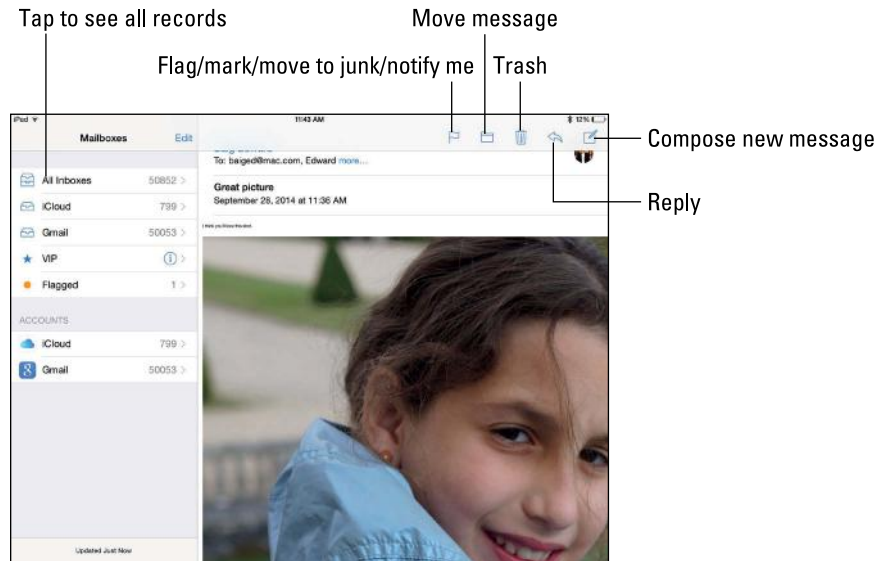 Tap to see all records
Move message
Flag/mark/move to junk/notify me
Trash
iPad
11:43 AM
12%
Mailboxes
Edit
Compose new message
To: baiged@mac.com, Edward more...
All Inboxes 50852 >
Great picture
September 28, 2014 at 11:36 AM
Reply
iCloud 799 >
Gmail 50053 >
VIP
Flagged 1 >
ACCOUNTS
iCloud 799 >
8 Gmail 50053 >
Updated Just Now